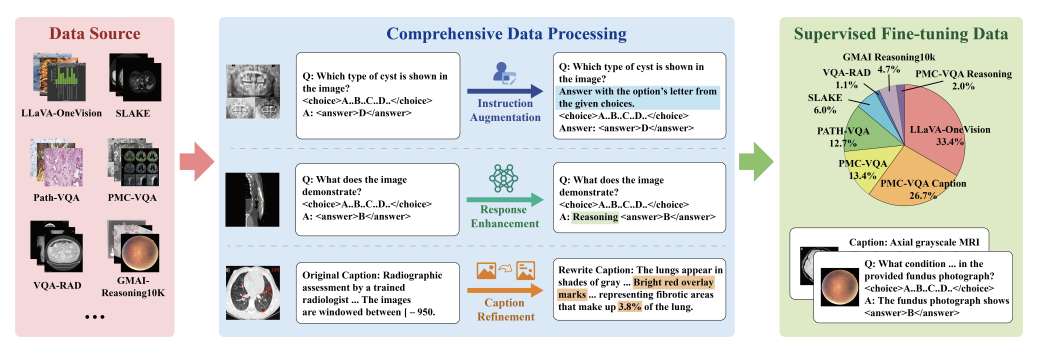 Data Source
LLaVA-OneVision
SLAKE
Path-VQA
PMC-VQA
VQA-RAD
GMAI-
Reasoning10K
...
Comprehensive Data Processing
Q: Which type of cyst is shown in
the image?
<choice>A..B..C..D..</choice>
A: <answer>D</answer>
Instruction
Augmentation
Q: Which type of cyst is shown in
the image?
Answer with the option's letter from
the given choices.
<choice>A..B..C..D..</choice>
Answer: <answer>D</answer>
Q: What does the image
demonstrate?
<choice>A..B..C..D..</choice>
A: <answer>B</answer>
Response
Enhancement
Q: What does the image
demonstrate?
<choice>A..B..C..D..</choice>
A: Reasoning <answer>B</answer>
Original Caption: Radiographic
assessment by a trained
radiologist ... The images
are windowed between [ – 950.
Caption
Refinement
Rewrite Caption: The lungs appear in
shades of gray ... Bright red overlay
marks ... representing fibrotic areas
that make up 3.8% of the lung.
Supervised Fine-tuning Data
GMAI Reasoning10k
4.7%
PMC-VQA Reasoning
2.0%
VQA-RAD
1.1%
SLAKE
6.0%
PATH-VQA
12.7%
PMC-VQA
13.4%
PMC-VQA Caption
26.7%
LLaVA-OneVision
33.4%
Caption: Axial grayscale MRI
Q: What condition ... in the
provided fundus photograph?
<choice>A..B..C..D..</choice>
A: The fundus photograph shows
<answer>B</answer>